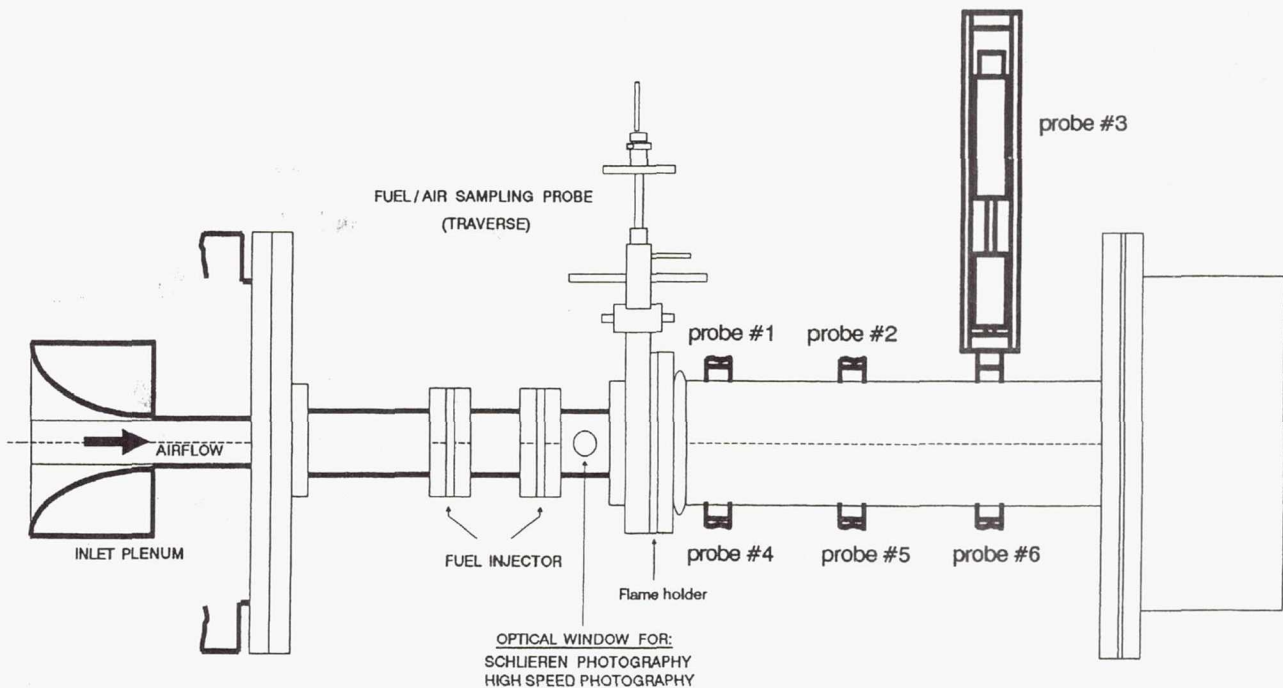 probe #3
FUEL/AIR SAMPLING PROBE
(TRAVERSE)
probe #1
probe #2
AIRFLOW
INLET PLENUM
FUEL INJECTOR
probe #4
probe #5
probe #6
Flame holder
OPTICAL WINDOW FOR:
SCHLIEREN PHOTOGRAPHY
HIGH SPEED PHOTOGRAPHY